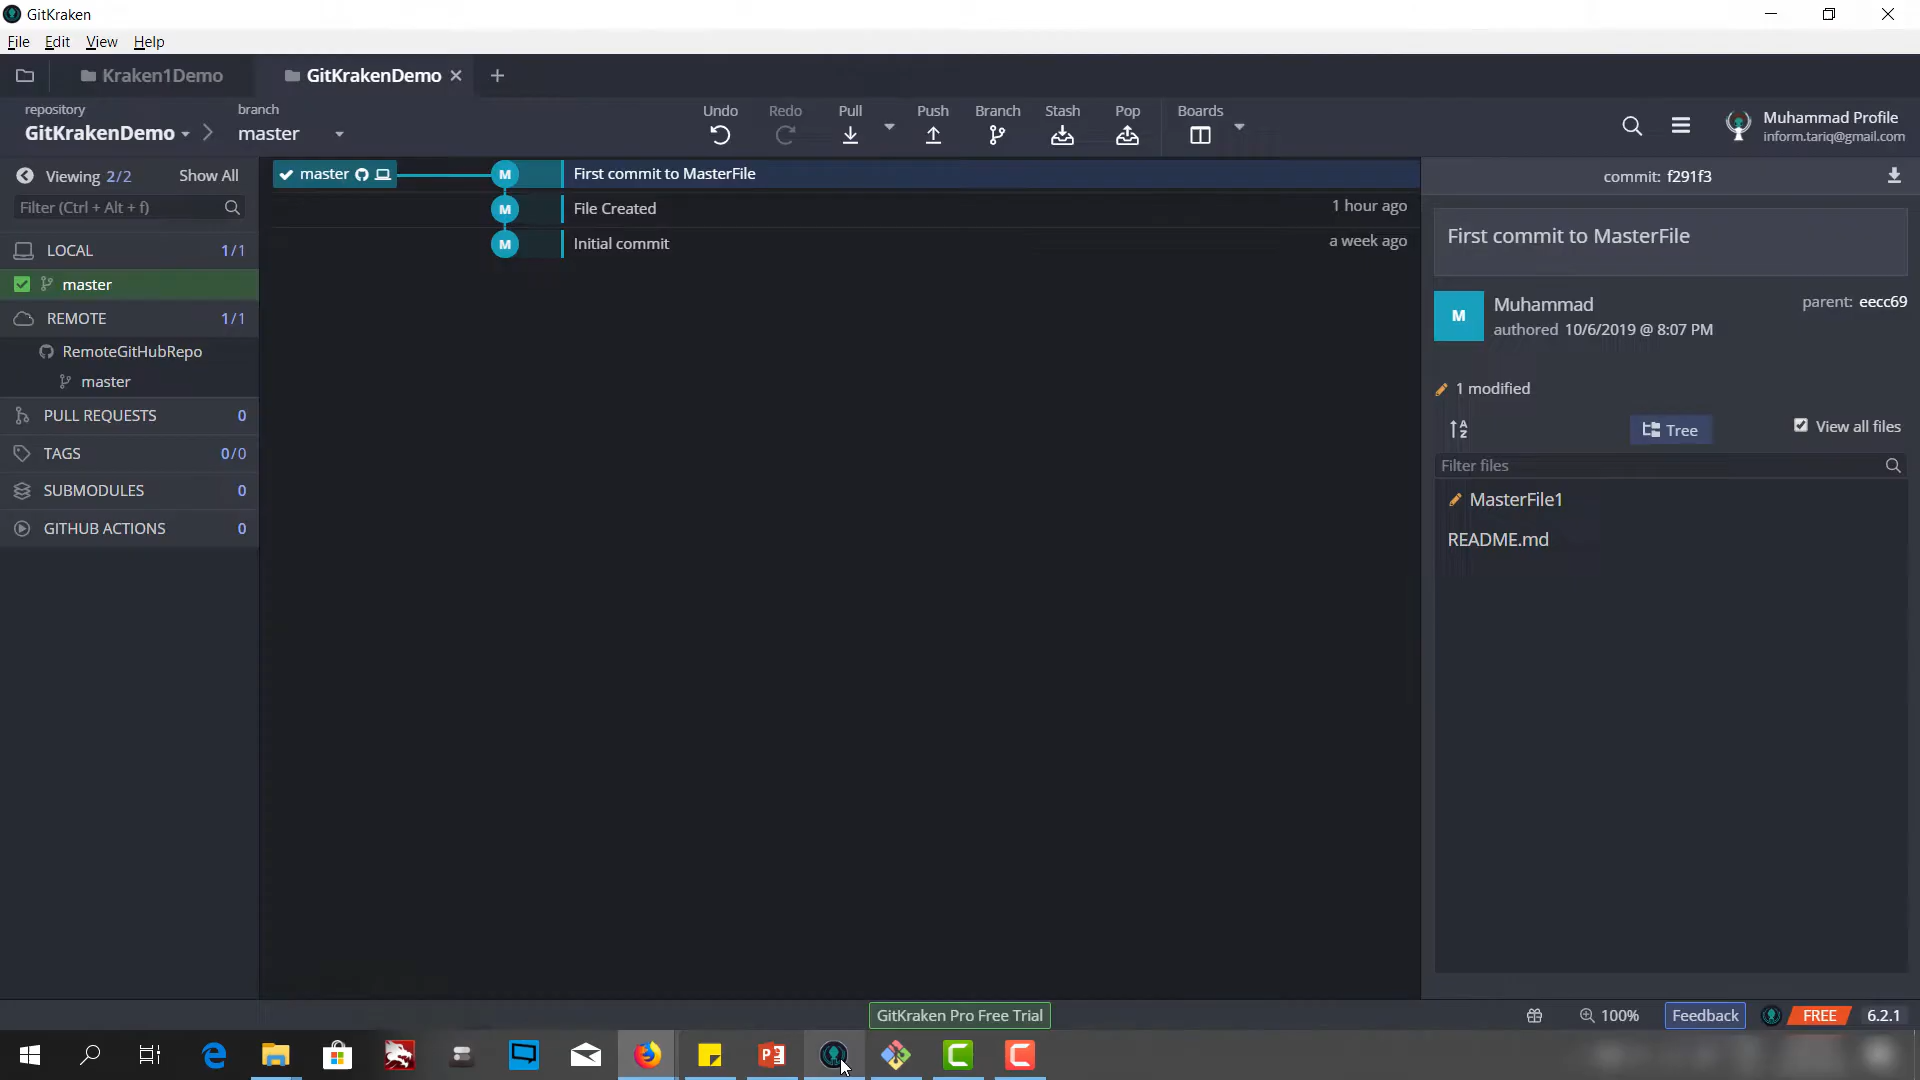 GitKraken
File Edit View Help
Kraken1Demo GitKrakenDemo
repository branch
GitKrakenDemo master
Undo Redo Pull Push Branch Stash Pop Boards
Muhammad Profile
inform.tariq@gmail.com
Viewing 2/2 Show All
Filter (Ctrl + Alt + f)
LOCAL 1/1
master
REMOTE 1/1
RemoteGitHubRepo
master
PULL REQUESTS 0
TAGS 0/0
SUBMODULES 0
GITHUB ACTIONS 0
master M First commit to MasterFile
M File Created 1 hour ago
M Initial commit a week ago
commit: f291f3
First commit to MasterFile
M Muhammad parent: eecc69
authored 10/6/2019 @ 8:07 PM
1 modified
Tree View all files
Filter files
MasterFile1
README.md
GitKraken Pro Free Trial 100% Feedback FREE 6.2.1